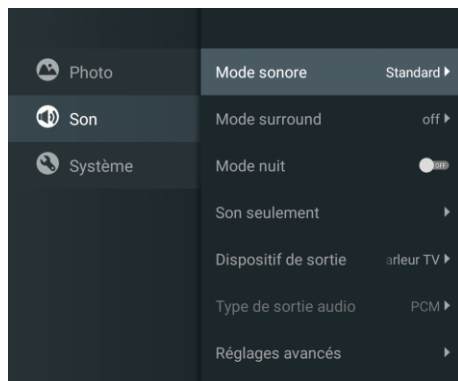 Photo
Son
Système
Mode sonore Standard
Mode surround off
Mode nuit OFF
Son seulement
Dispositif de sortie arleur TV
Type de sortie audio PCM
Réglages avancés